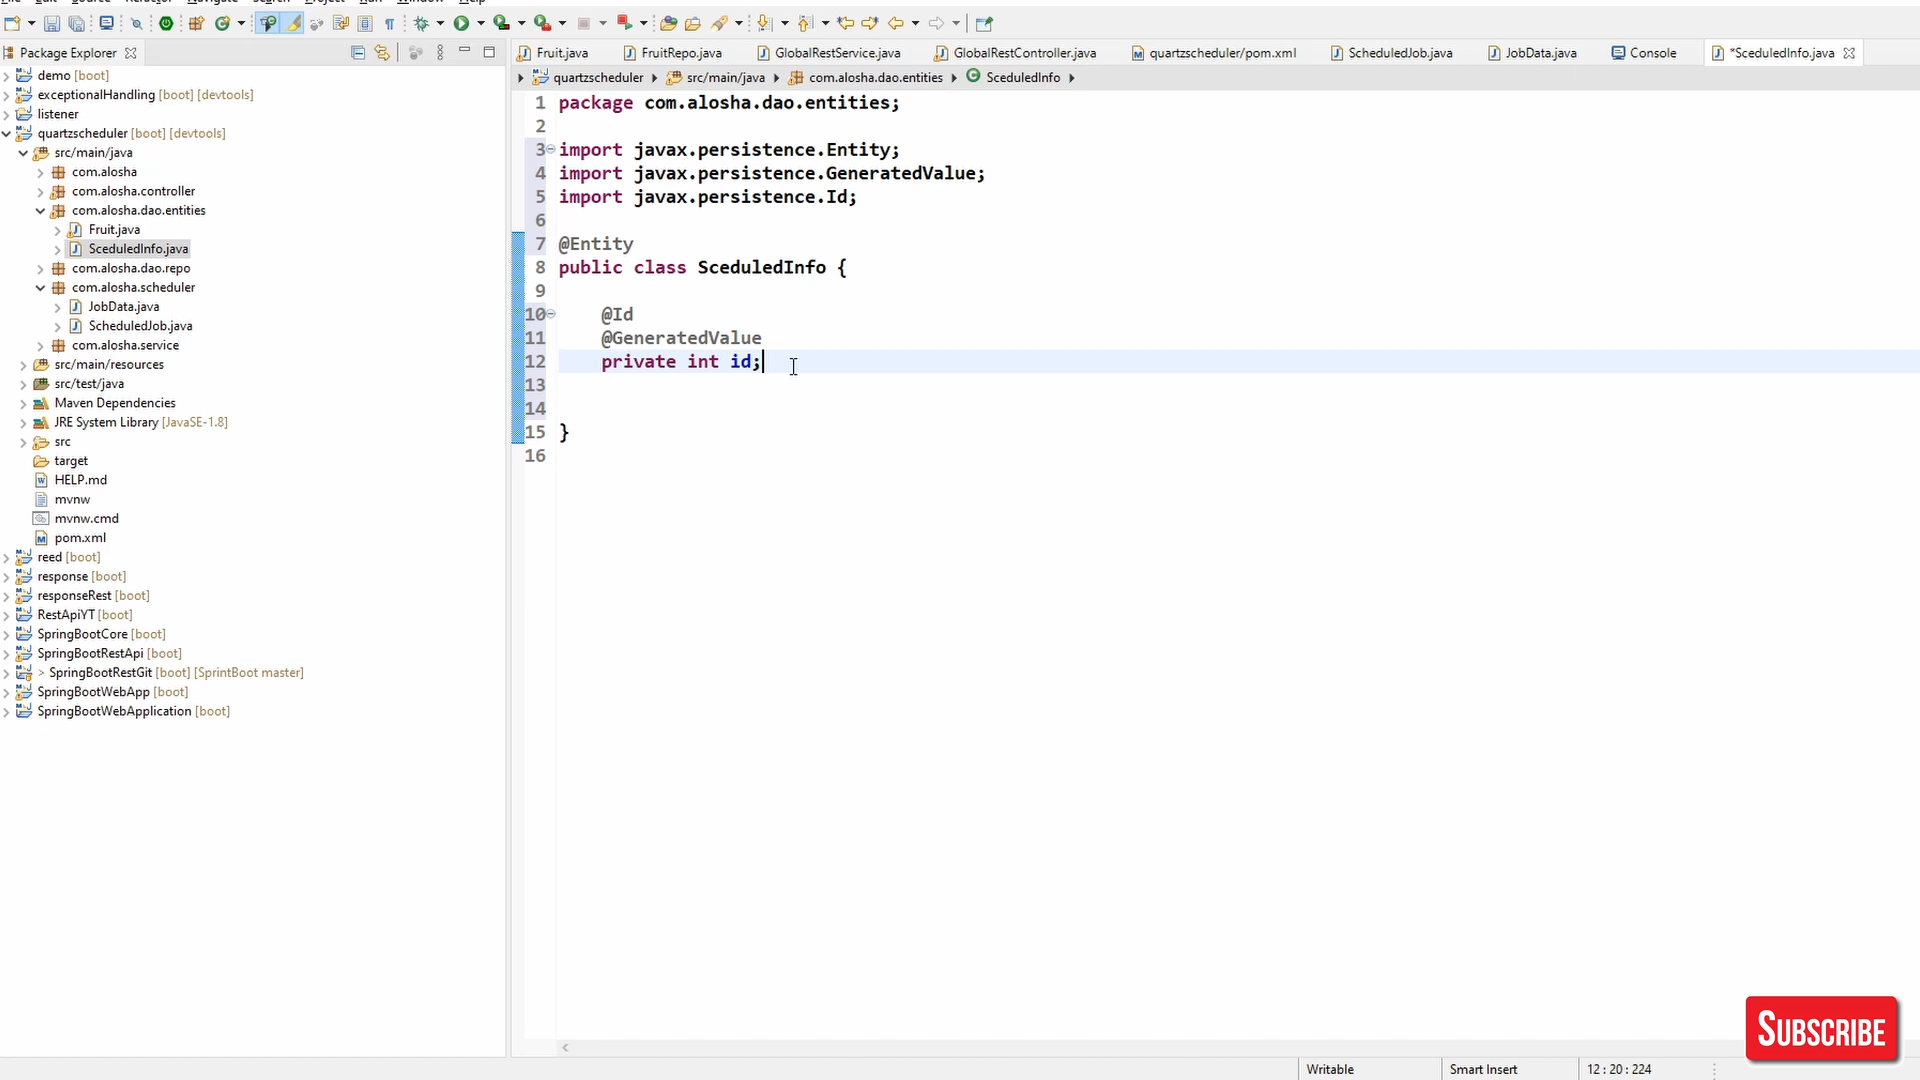 Package Explorer
Fruit.java
FruitRepo.java
GlobalRestService.java
GlobalRestController.java
quartzscheduler/pom.xml
ScheduledJob.java
JobData.java
Console
*SceduledInfo.java
quartzscheduler
src/main/java
com.alosha.dao.entities
SceduledInfo
demo [boot]
exceptionalHandling [boot] [devtools]
listener
quartzscheduler [boot] [devtools]
src/main/java
com.alosha
com.alosha.controller
com.alosha.dao.entities
Fruit.java
SceduledInfo.java
com.alosha.dao.repo
com.alosha.scheduler
JobData.java
ScheduledJob.java
com.alosha.service
src/main/resources
src/test/java
Maven Dependencies
JRE System Library [JavaSE-1.8]
src
target
HELP.md
mvnw
mvnw.cmd
pom.xml
reed [boot]
response [boot]
responseRest [boot]
RestApiYT [boot]
SpringBootCore [boot]
SpringBootRestApi [boot]
> SpringBootRestGit [boot] [SprintBoot master]
SpringBootWebApp [boot]
SpringBootWebApplication [boot]
1 package com.alosha.dao.entities;
2
3 import javax.persistence.Entity;
4 import javax.persistence.GeneratedValue;
5 import javax.persistence.Id;
6
7 @Entity
8 public class SceduledInfo {
9
10 @Id
11 @GeneratedValue
12 private int id;
13
14
15 }
16
SUBSCRIBE
Writable
Smart Insert
12 : 20 : 224